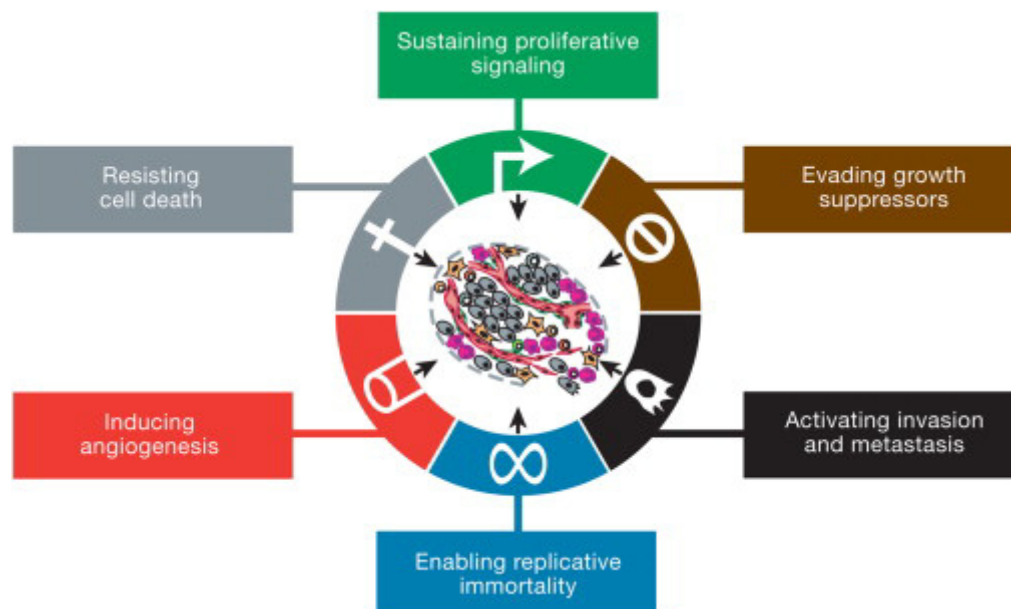 Sustaining proliferative
signaling
Resisting
cell death
Evading growth
suppressors
Inducing
angiogenesis
Activating invasion
and metastasis
Enabling replicative
immortality